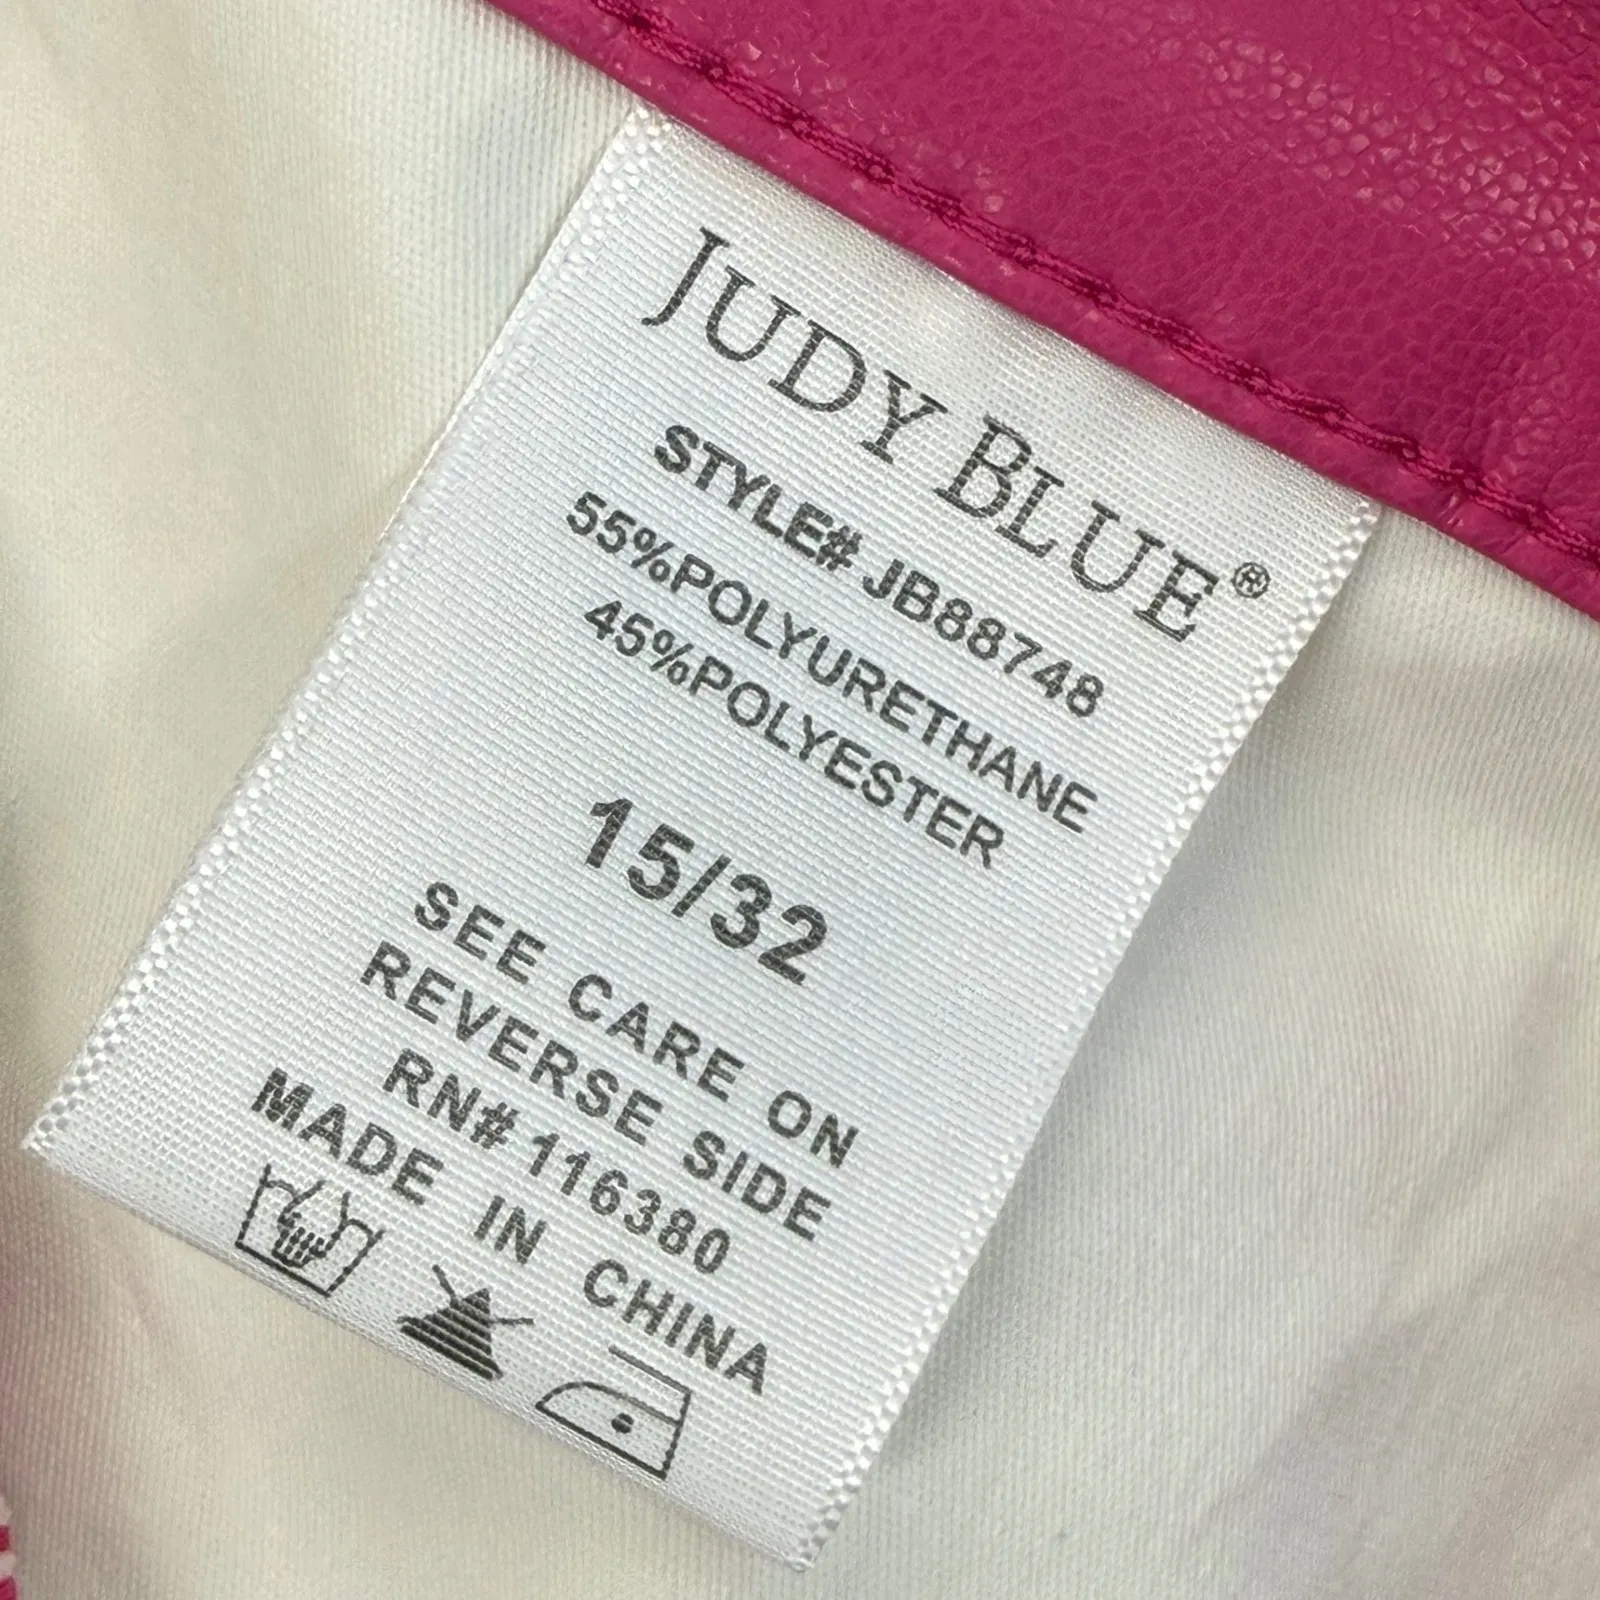 JUDY BLUE®
STYLE# JB88748
55%POLYURETHANE
45%POLYESTER
15/32
SEE CARE ON
REVERSE SIDE
RN# 116380
MADE IN CHINA